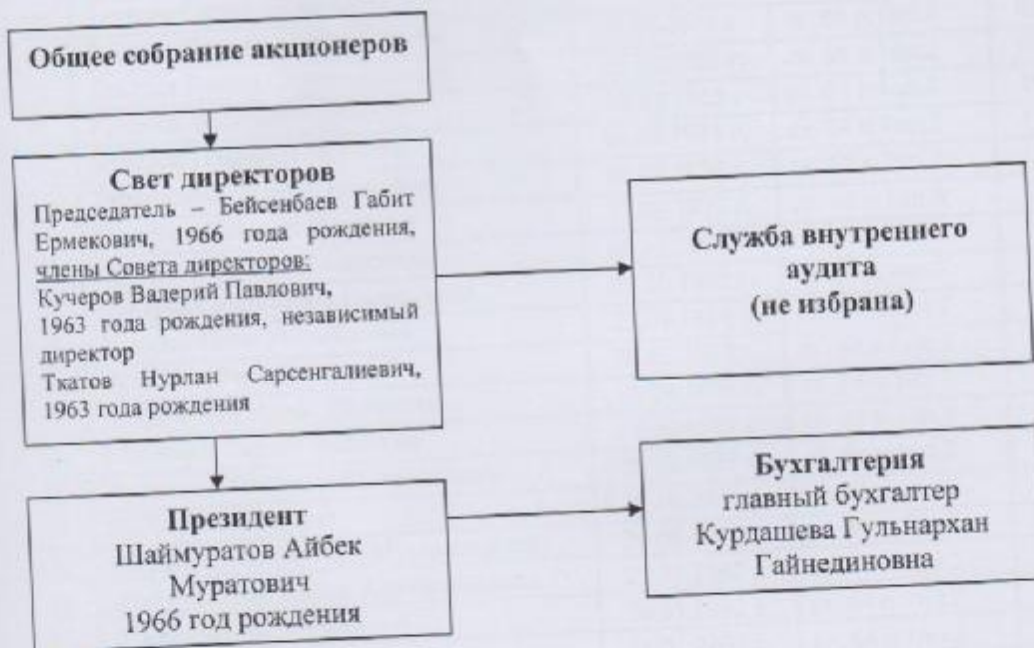 Общее собрание акционеров
Свет директоров
Председатель – Бейсенбаев Габит
Ермекович, 1966 года рождения,
члены Совета директоров:
Кучеров Валерий Павлович,
1963 года рождения, независимый
директор
Ткатов Нурлан Сарсенгалиевич,
1963 года рождения
Служба внутреннего
аудита
(не избрана)
Президент
Шаймуратов Айбек
Муратович
1966 год рождения
Бухгалтерия
главный бухгалтер
Курдашева Гульнархан
Гайнединовна